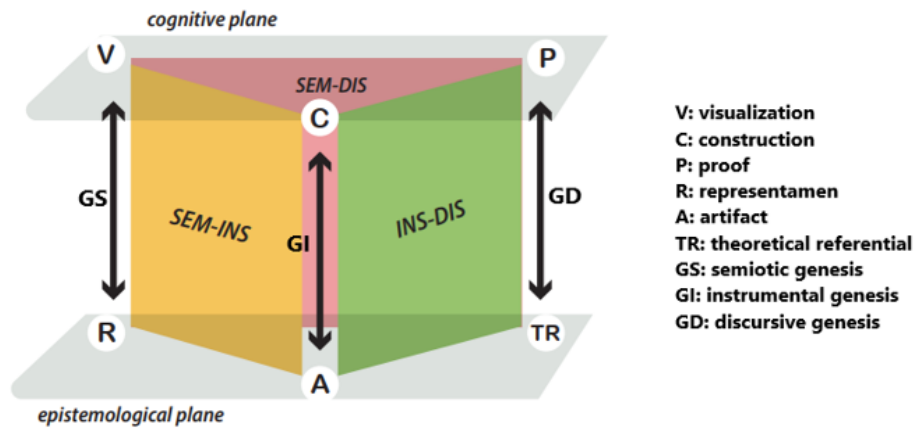 cognitive plane
V
P
SEM-DIS
C
GS
SEM-INS
GI
INS-DIS
GD
R
TR
A
epistemological plane
V: visualization
C: construction
P: proof
R: representamen
A: artifact
TR: theoretical referential
GS: semiotic genesis
GI: instrumental genesis
GD: discursive genesis